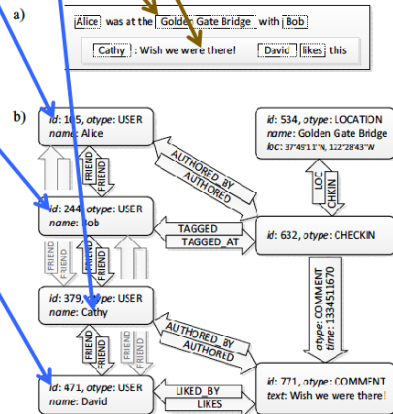 a)
Alice was at the Golden Gate Bridge with Bob
Cathy : Wish we were there! David likes this
b)
id: 105, otype: USER
name: Alice
id: 534, otype: LOCATION
name: Golden Gate Bridge
loc: 37°49'11"N, 122°28'43"W
FRIEND
FRIEND
AUTHORED_BY
AUTHORED
LOC
CHKIN
id: 244, otype: USER
name: Bob
TAGGED
TAGGED_AT
id: 632, otype: CHECKIN
FRIEND
FRIEND
FRIEND
FRIEND
otype: COMMENT
time: 1334511670
id: 379, otype: USER
name: Cathy
AUTHORED_BY
AUTHORED
FRIEND
FRIEND
FRIEND
FRIEND
id: 471, otype: USER
name: David
LIKED_BY
LIKES
id: 771, otype: COMMENT
text: Wish we were there!